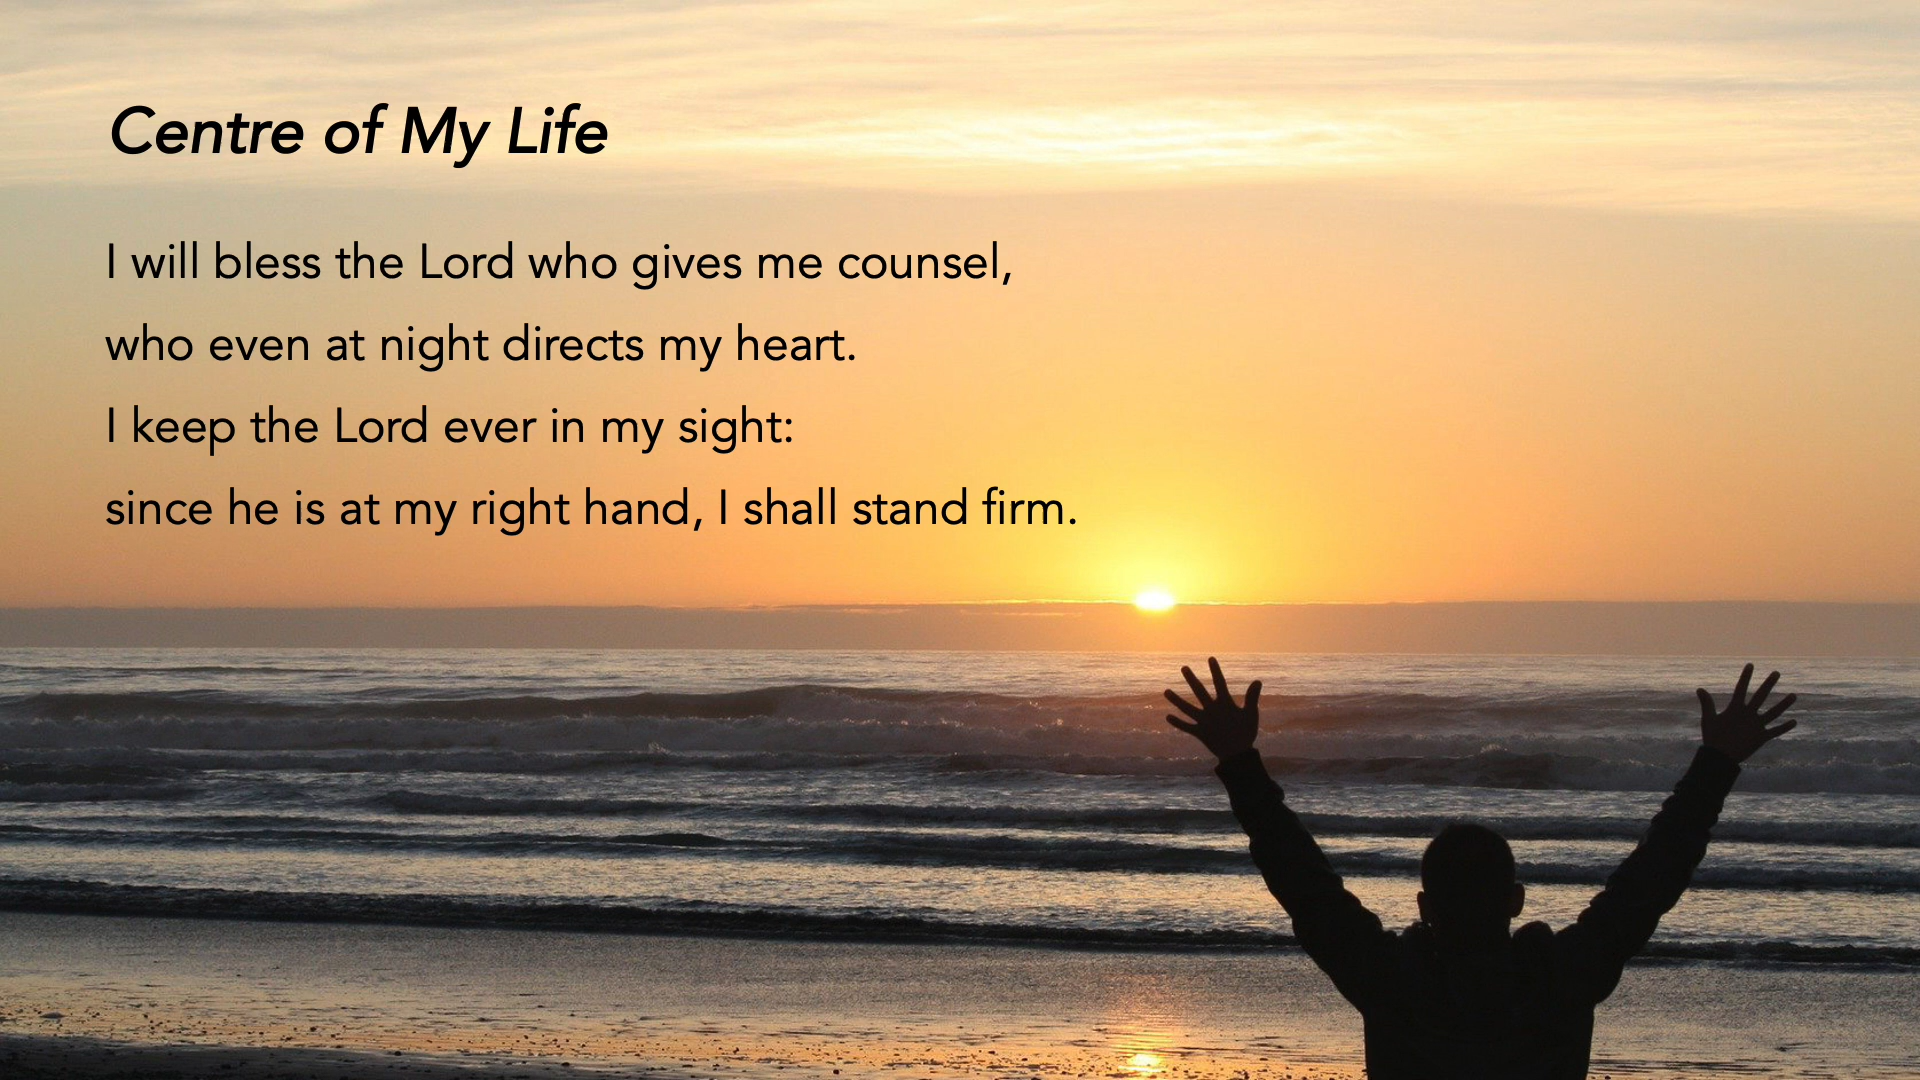 Centre of My Life
I will bless the Lord who gives me counsel,
who even at night directs my heart.
I keep the Lord ever in my sight:
since he is at my right hand, I shall stand firm.